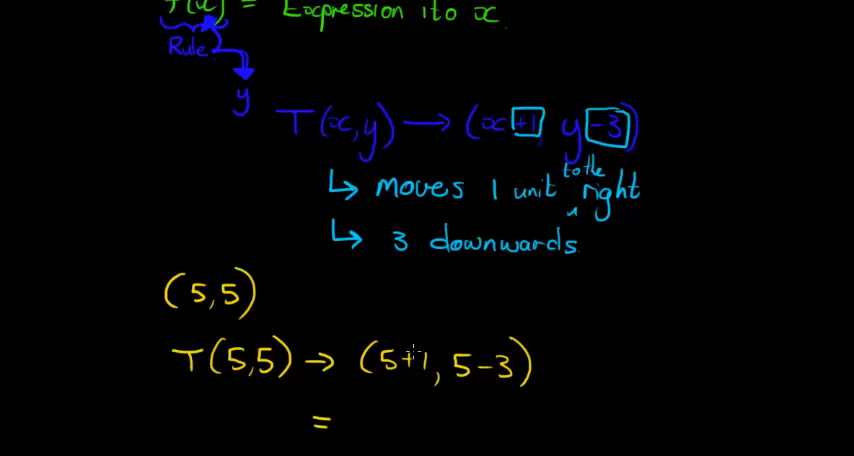 f(x) = Expression ito x.
Rule
y
T(x,y) → (x+1, y-3)
↳ moves 1 unit to the right
↳ 3 downwards.
(5,5)
T(5,5) → (5+1, 5-3)
=